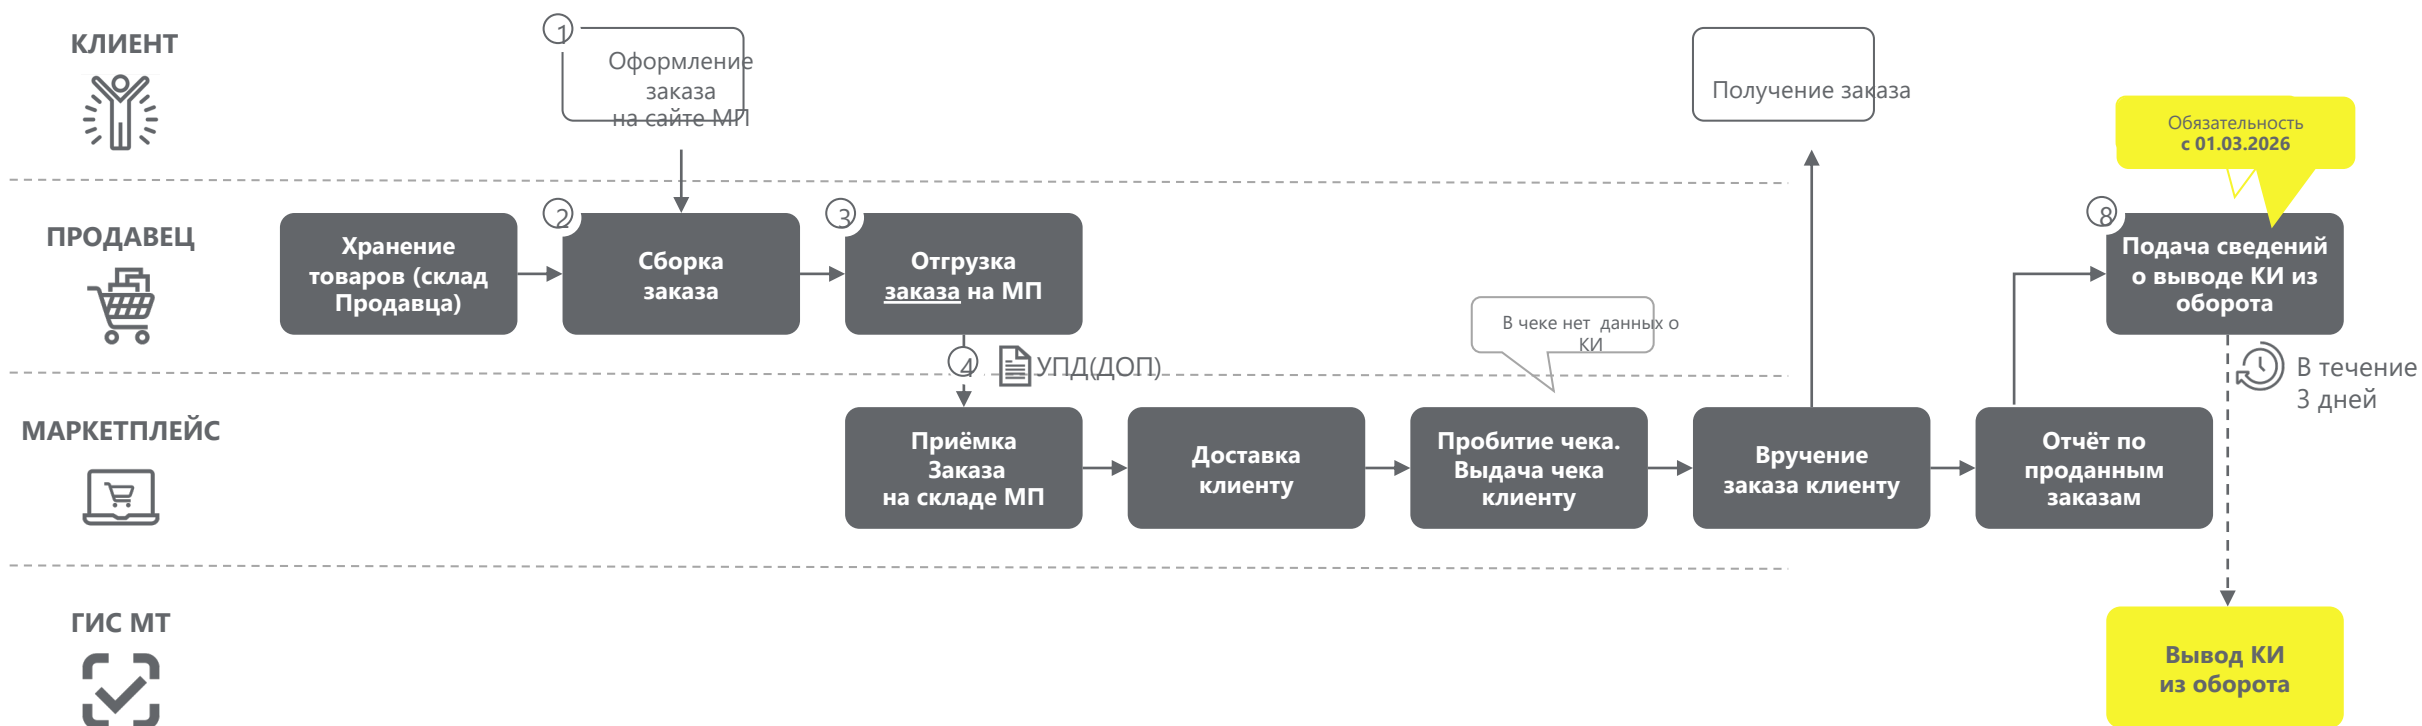 КЛИЕНТ
1
Оформление
заказа
на сайте МП
Получение заказа
Обязательность
с 01.03.2026
ПРОДАВЕЦ
Хранение
товаров (склад
Продавца)
2
Сборка
заказа
3
Отгрузка
заказа на МП
8
Подача сведений
о выводе КИ из
оборота
В чеке нет данных о
КИ
4
УПД(ДОП)
В течение
3 дней
МАРКЕТПЛЕЙС
Приёмка
Заказа
на складе МП
Доставка
клиенту
Пробитие чека.
Выдача чека
клиенту
Вручение
заказа клиенту
Отчёт по
проданным
заказам
ГИС МТ
Вывод КИ
из оборота